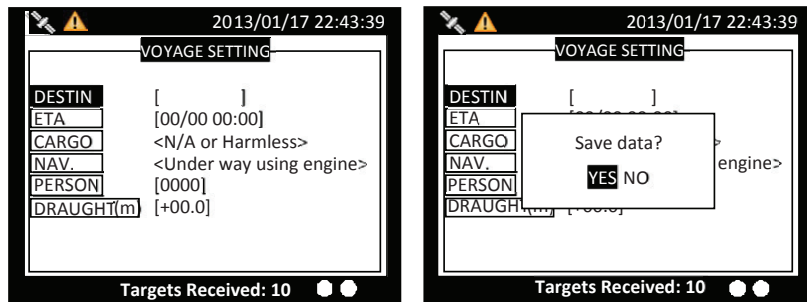 2013/01/17 22:43:39
VOYAGE SETTING
DESTIN [ ]
ETA [00/00 00:00]
CARGO <N/A or Harmless>
NAV. <Under way using engine>
PERSON [0000]
DRAUGHT(m) [+00.0]
Targets Received: 10
2013/01/17 22:43:39
VOYAGE SETTING
DESTIN [ ]
ETA
CARGO
Save data?
NAV. engine>
YES NO
PERSON
Targets Received: 10